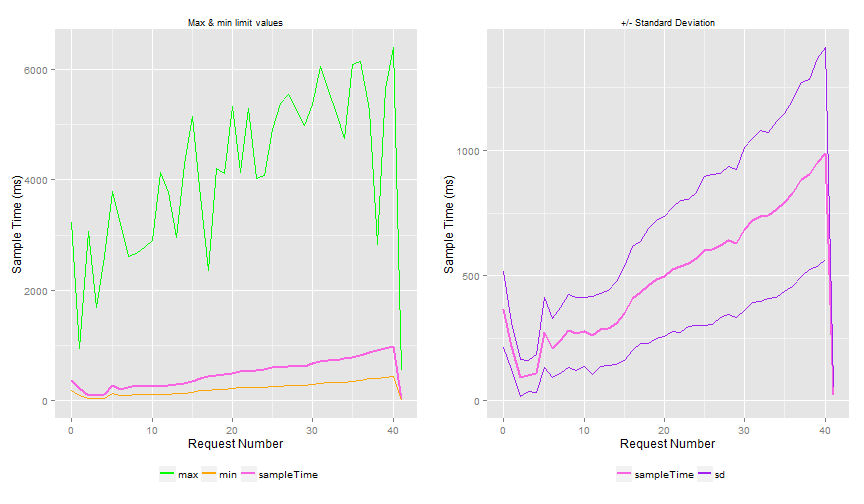 Max & min limit values
Sample Time (ms)
6000
4000
2000
0
0 10 20 30 40
Request Number
max min sampleTime
+/- Standard Deviation
Sample Time (ms)
1000
500
0
0 10 20 30 40
Request Number
sampleTime sd